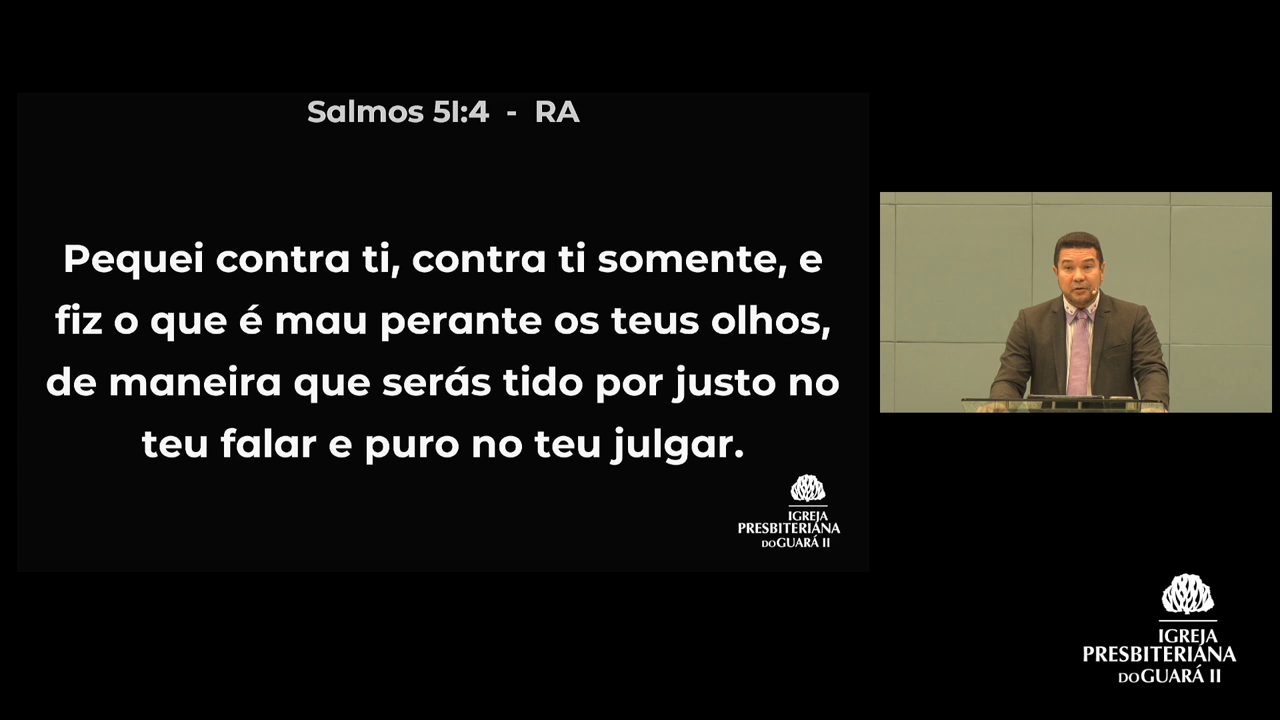 Salmos 51:4 - RA
Pequei contra ti, contra ti somente, e
fiz o que é mau perante os teus olhos,
de maneira que serás tido por justo no
teu falar e puro no teu julgar.
IGREJA
PRESBITERIANA
DO GUARÁ II
IGREJA
PRESBITERIANA
DO GUARÁ II